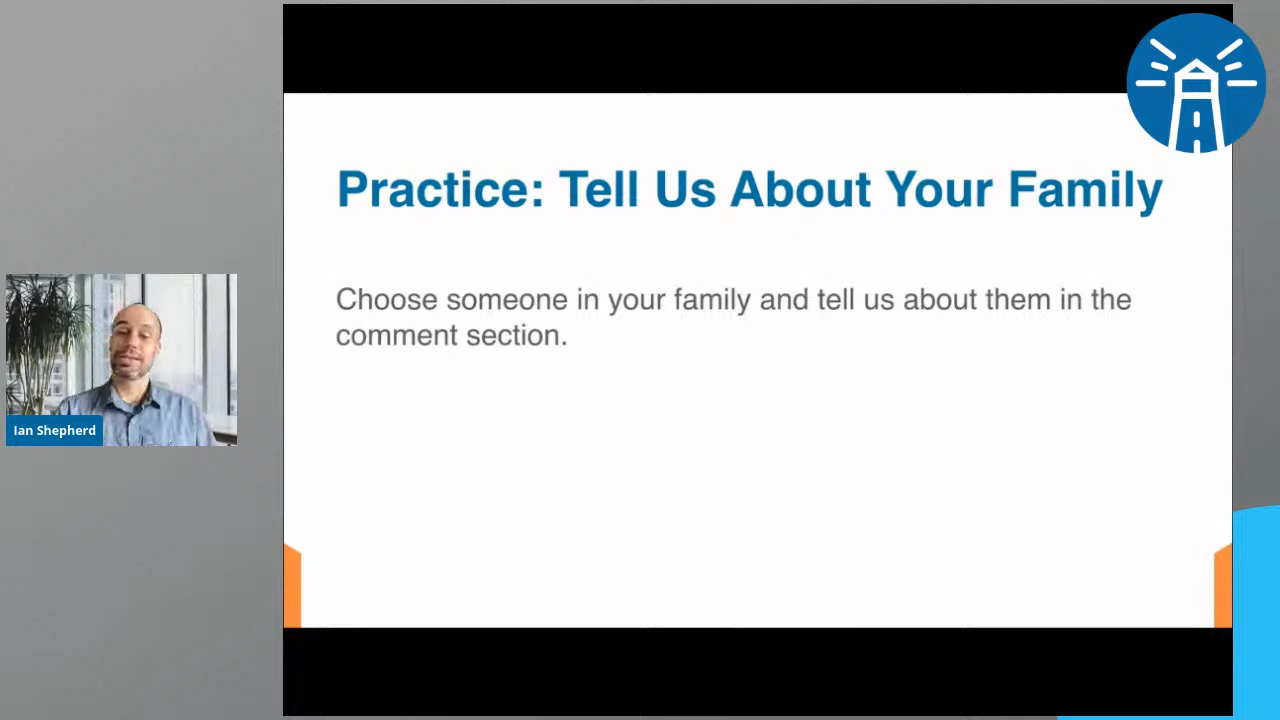 Practice: Tell Us About Your Family
Choose someone in your family and tell us about them in the
comment section.
Ian Shepherd